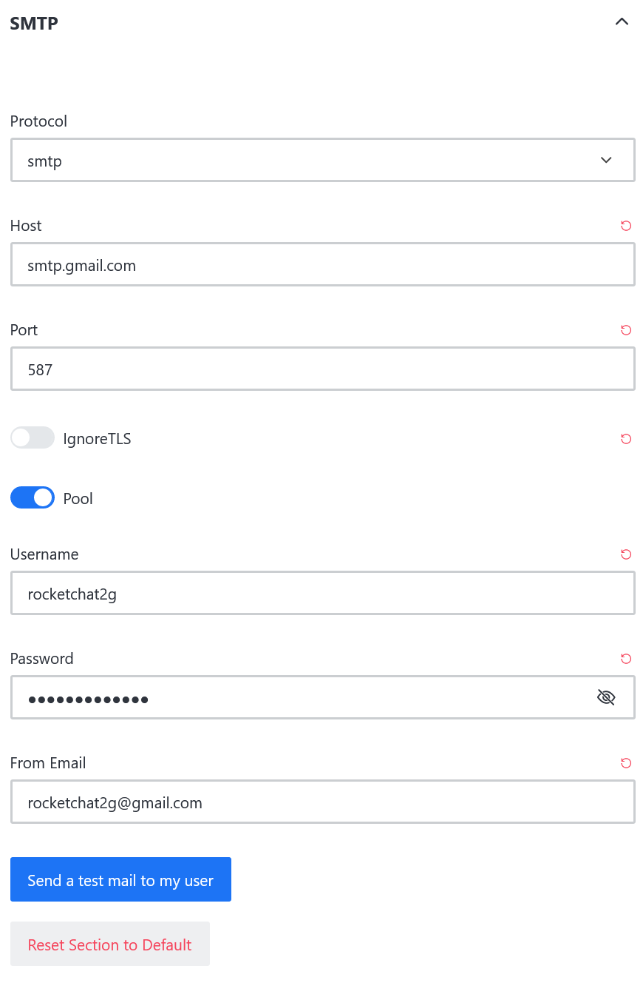 SMTP
Protocol
smtp
Host
smtp.gmail.com
Port
587
IgnoreTLS
Pool
Username
rocketchat2g
Password
●●●●●●●●●●●●●
From Email
rocketchat2g@gmail.com
Send a test mail to my user
Reset Section to Default